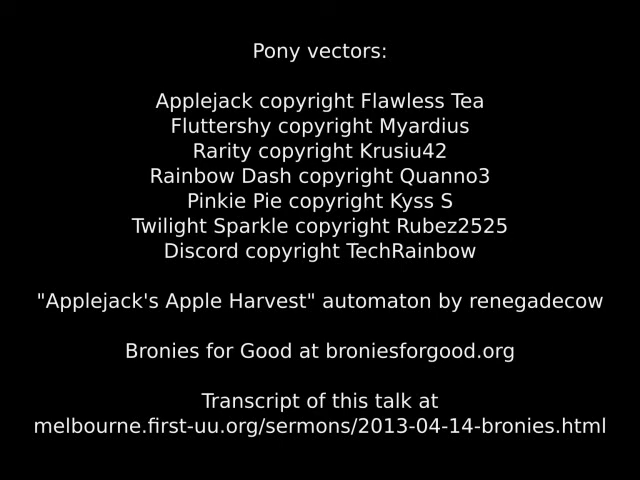 Pony vectors:
Applejack copyright Flawless Tea
Fluttershy copyright Myardius
Rarity copyright Krusiu42
Rainbow Dash copyright Quanno3
Pinkie Pie copyright Kyss S
Twilight Sparkle copyright Rubez2525
Discord copyright TechRainbow
"Applejack's Apple Harvest" automaton by renegadecow
Bronies for Good at broniesforgood.org
Transcript of this talk at
melbourne.first-uu.org/sermons/2013-04-14-bronies.html